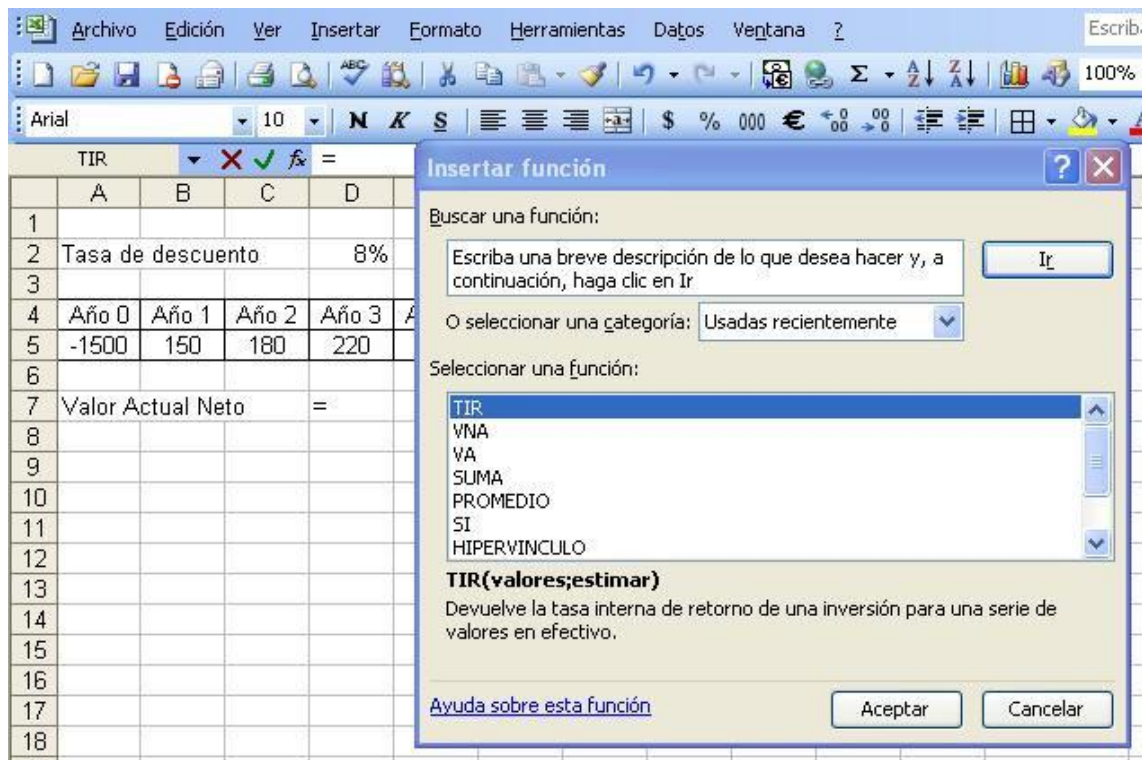 Archivo Edición Ver Insertar Formato Herramientas Datos Ventana ? Escriba
100%
Arial 10 N K S $ % 000 €
TIR =
Insertar función
A B C D
Buscar una función:
1
2 Tasa de descuento 8%
Escriba una breve descripción de lo que desea hacer y, a
continuación, haga clic en Ir
Ir
3
4 Año 0 Año 1 Año 2 Año 3 A
O seleccionar una categoría: Usadas recientemente
5 -1500 150 180 220
6
Seleccionar una función:
7 Valor Actual Neto =
TIR
VNA
VA
SUMA
PROMEDIO
SI
HIPERVINCULO
8
9
10
11
12
TIR(valores;estimar)
Devuelve la tasa interna de retorno de una inversión para una serie de
valores en efectivo.
13
14
15
16
17
18
Ayuda sobre esta función Aceptar Cancelar